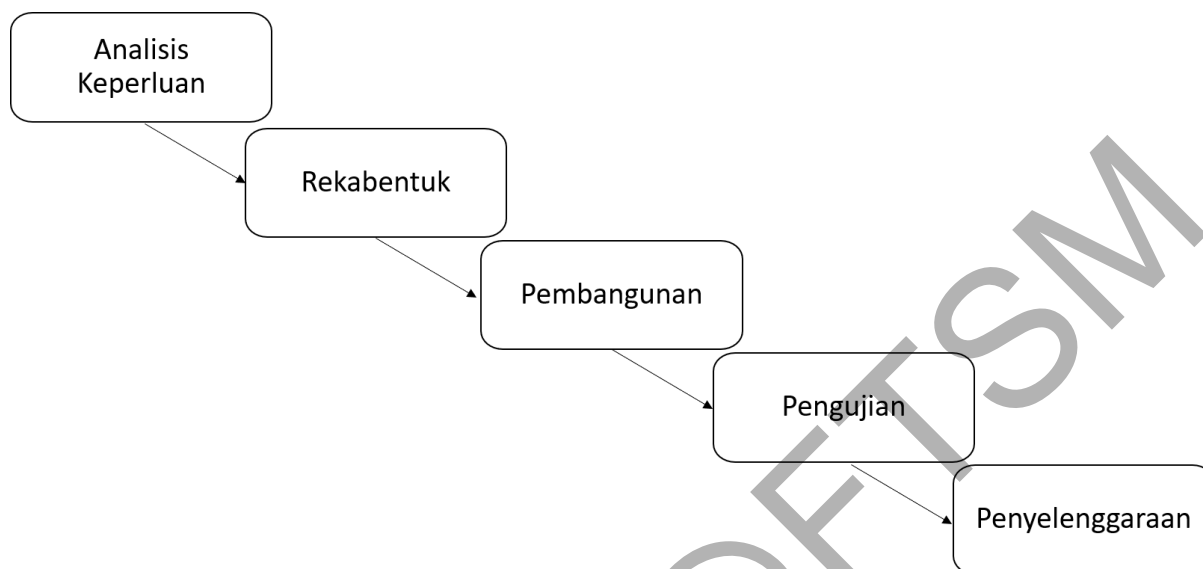 Analisis
Keperluan
Rekabentuk
Pembangunan
Pengujian
Penyelenggaraan
FTSM